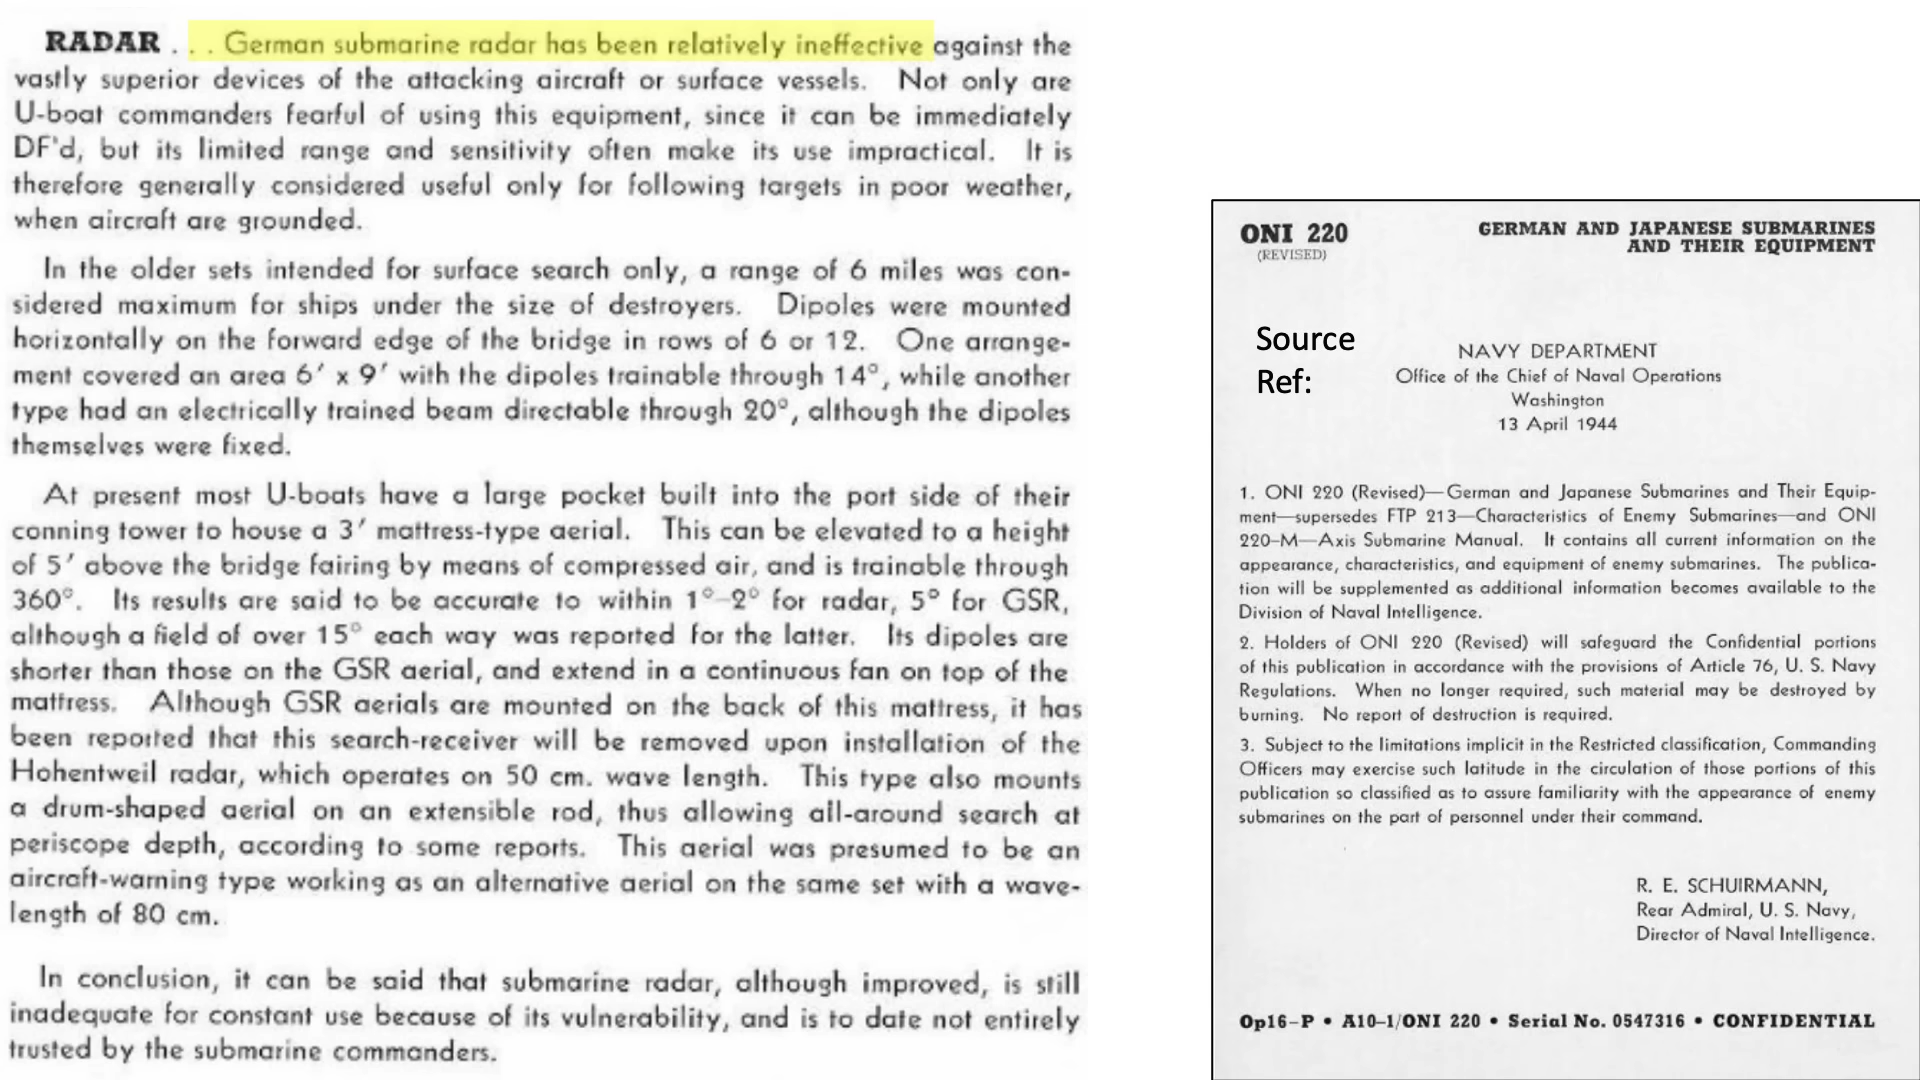 RADAR . . . German submarine radar has been relatively ineffective against the
vastly superior devices of the attacking aircraft or surface vessels. Not only are
U-boat commanders fearful of using this equipment, since it can be immediately
DF'd, but its limited range and sensitivity often make its use impractical. It is
therefore generally considered useful only for following targets in poor weather,
when aircraft are grounded.
In the older sets intended for surface search only, a range of 6 miles was con-
sidered maximum for ships under the size of destroyers. Dipoles were mounted
horizontally on the forward edge of the bridge in rows of 6 or 12. One arrange-
ment covered an area 6′ x 9′ with the dipoles trainable through 14°, while another
type had an electrically trained beam directable through 20°, although the dipoles
themselves were fixed.
At present most U-boats have a large pocket built into the port side of their
conning tower to house a 3′ mattress-type aerial. This can be elevated to a height
of 5′ above the bridge fairing by means of compressed air, and is trainable through
360°. Its results are said to be accurate to within 1°–2° for radar, 5° for GSR,
although a field of over 15° each way was reported for the latter. Its dipoles are
shorter than those on the GSR aerial, and extend in a continuous fan on top of the
mattress. Although GSR aerials are mounted on the back of this mattress, it has
been reported that this search-receiver will be removed upon installation of the
Hohentweil radar, which operates on 50 cm. wave length. This type also mounts
a drum-shaped aerial on an extensible rod, thus allowing all-around search at
periscope depth, according to some reports. This aerial was presumed to be an
aircraft-warning type working as an alternative aerial on the same set with a wave-
length of 80 cm.
In conclusion, it can be said that submarine radar, although improved, is still
inadequate for constant use because of its vulnerability, and is to date not entirely
trusted by the submarine commanders.
ONI 220
(REVISED)
GERMAN AND JAPANESE SUBMARINES
AND THEIR EQUIPMENT
Source
Ref:
NAVY DEPARTMENT
Office of the Chief of Naval Operations
Washington
13 April 1944
1. ONI 220 (Revised)—German and Japanese Submarines and Their Equip-
ment—supersedes FTP 213—Characteristics of Enemy Submarines—and ONI
220-M—Axis Submarine Manual. It contains all current information on the
appearance, characteristics, and equipment of enemy submarines. The publica-
tion will be supplemented as additional information becomes available to the
Division of Naval Intelligence.
2. Holders of ONI 220 (Revised) will safeguard the Confidential portions
of this publication in accordance with the provisions of Article 76, U. S. Navy
Regulations. When no longer required, such material may be destroyed by
burning. No report of destruction is required.
3. Subject to the limitations implicit in the Restricted classification, Commanding
Officers may exercise such latitude in the circulation of those portions of this
publication so classified as to assure familiarity with the appearance of enemy
submarines on the part of personnel under their command.
R. E. SCHUIRMANN,
Rear Admiral, U. S. Navy,
Director of Naval Intelligence.
Op16-P • A10-1/ONI 220 • Serial No. 0547316 • CONFIDENTIAL